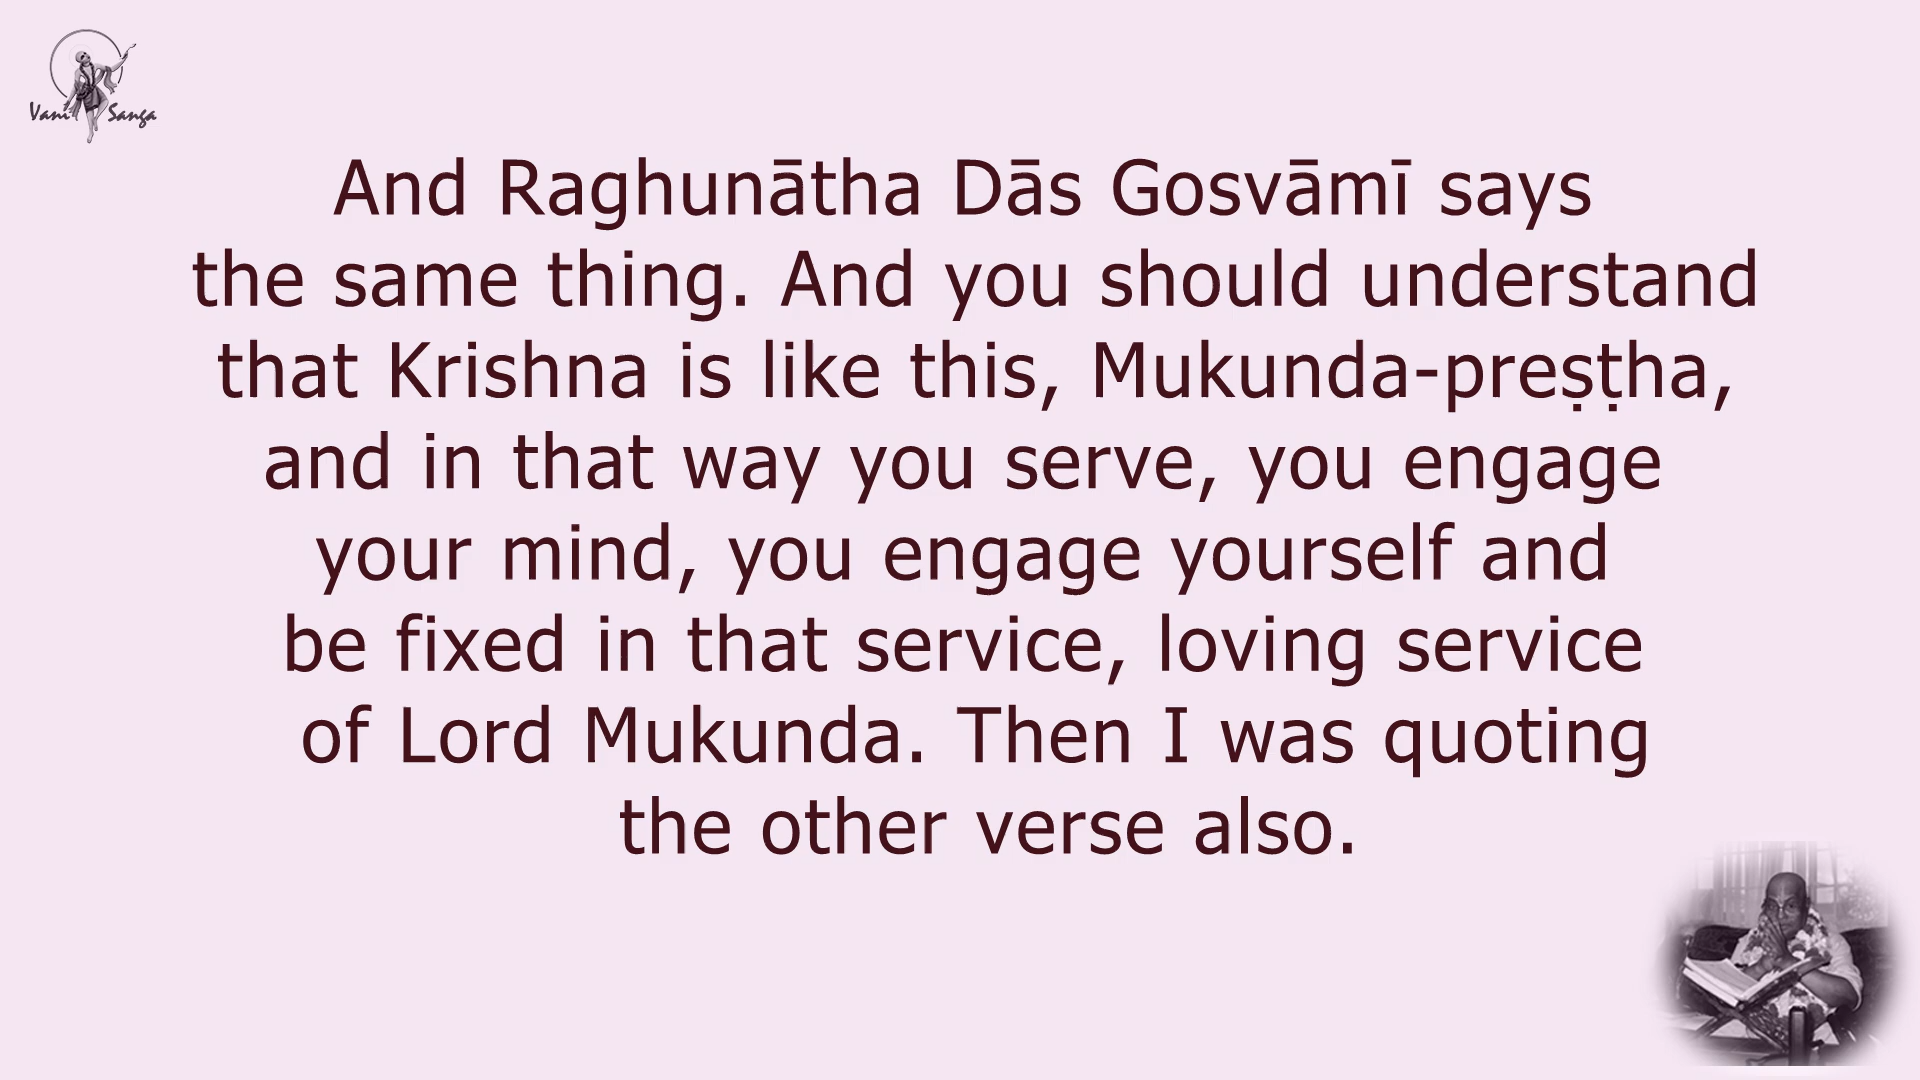 Vani Sanga
And Raghunātha Dās Gosvāmī says
the same thing. And you should understand
that Krishna is like this, Mukunda-preṣṭha,
and in that way you serve, you engage
your mind, you engage yourself and
be fixed in that service, loving service
of Lord Mukunda. Then I was quoting
the other verse also.